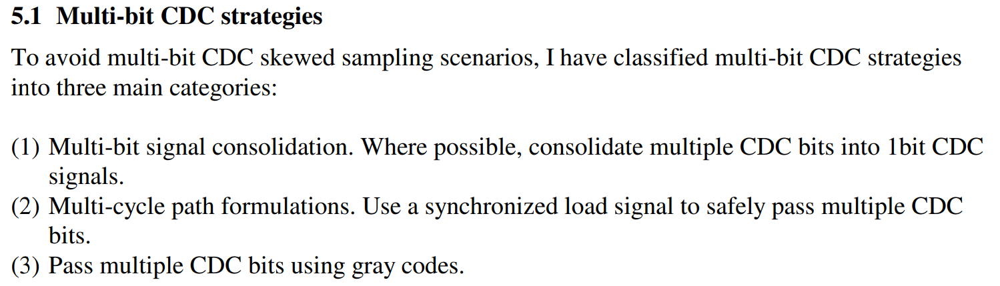 5.1 Multi-bit CDC strategies
To avoid multi-bit CDC skewed sampling scenarios, I have classified multi-bit CDC strategies
into three main categories:
(1) Multi-bit signal consolidation. Where possible, consolidate multiple CDC bits into 1bit CDC
signals.
(2) Multi-cycle path formulations. Use a synchronized load signal to safely pass multiple CDC
bits.
(3) Pass multiple CDC bits using gray codes.